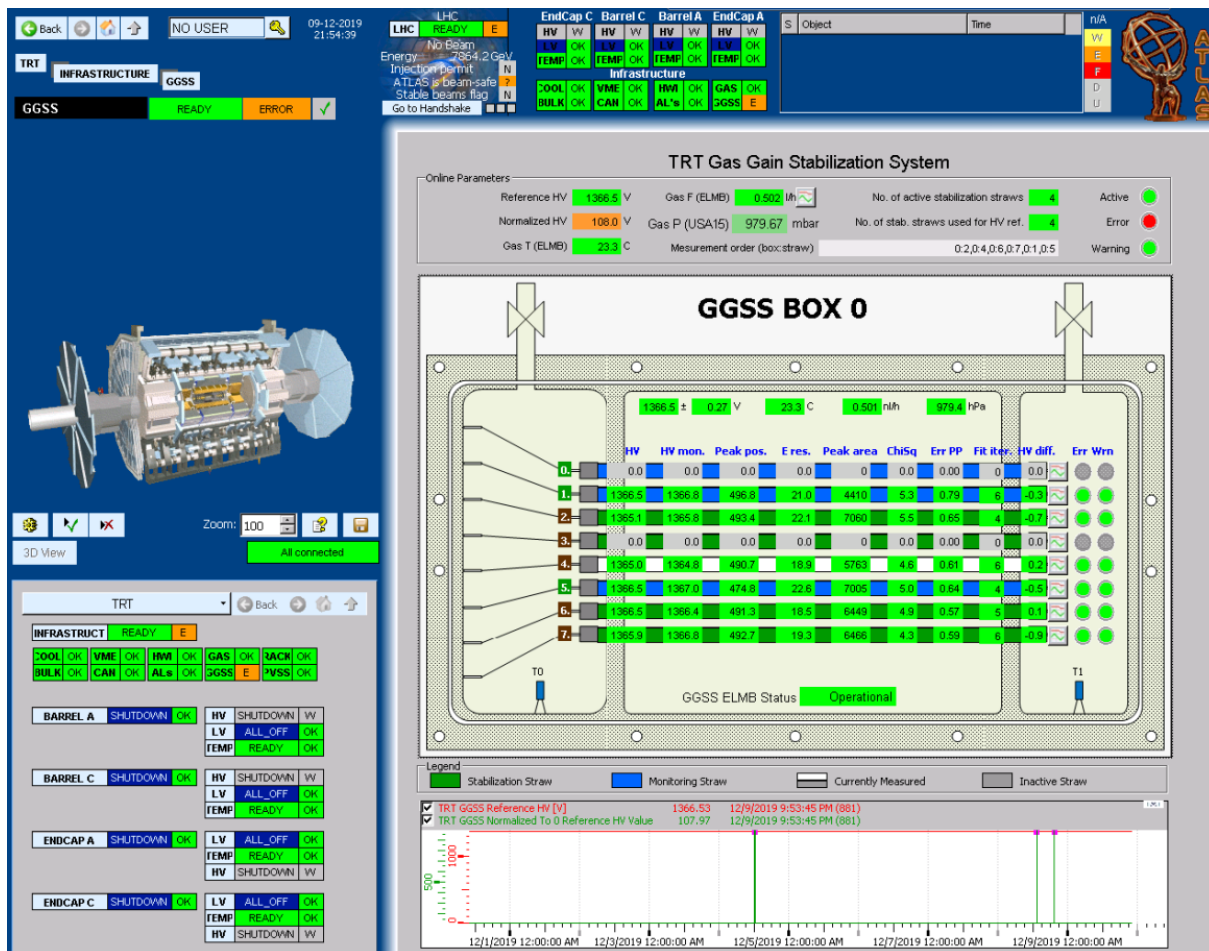 Back
NO USER
09-12-2019
21:54:39
TRT
INFRASTRUCTURE
GGSS
GGSS READY ERROR
LHC
LHC READY E
No Beam
Energy 7864.2 GeV
Injection permit N
ATLAS is beam-safe ?
Stable beams flag N
Go to Handshake
EndCap C Barrel C Barrel A EndCap A
HV W HV W HV W HV W
LV OK LV OK LV OK LV OK
TEMP OK TEMP OK TEMP OK TEMP OK
Infrastructure
COOL OK VME OK HWI OK GAS OK
BULK OK CAN OK AL's OK GGSS E
S Object Time
n/A
W
E
F
D
U
ATLAS
TRT Gas Gain Stabilization System
Online Parameters
Reference HV 1366.5 V Gas F (ELMB) 0.502 l/h No. of active stabilization straws 4 Active
Normalized HV 108.0 V Gas P (USA15) 979.67 mbar No. of stab. straws used for HV ref. 4 Error
Gas T (ELMB) 23.3 C Mesurement order (box:straw) 0:2,0:4,0:6,0:7,0:1,0:5 Warning
GGSS BOX 0
1366.5 ± 0.27 V 23.3 C 0.501 nl/h 979.4 hPa
HV HV mon. Peak pos. E res. Peak area ChiSq Err PP Fit iter. HV diff. Err Wrn
0. 0.0 0.0 0.0 0.0 0 0.0 0.00 0 0.0
1. 1366.5 1366.8 496.8 21.0 4410 5.3 0.79 6 -0.3
2. 1365.1 1365.8 493.4 22.1 7060 5.5 0.65 4 -0.7
3. 0.0 0.0 0.0 0.0 0 0.0 0.00 0 0.0
4. 1365.0 1364.8 490.7 18.9 5763 4.6 0.61 6 0.2
5. 1366.5 1367.0 474.8 22.6 7005 5.0 0.64 4 -0.5
6. 1366.5 1366.4 491.3 18.5 6449 4.9 0.57 5 0.1
7. 1365.9 1366.8 492.7 19.3 6466 4.3 0.59 6 -0.9
T0 T1
GGSS ELMB Status Operational
Legend
Stabilization Straw Monitoring Straw Currently Measured Inactive Straw
TRT GGSS Reference HV [V] 1366.53 12/9/2019 9:53:45 PM (881)
TRT GGSS Normalized To 0 Reference HV Value 107.97 12/9/2019 9:53:45 PM (881)
1000
500
0
12/1/2019 12:00:00 AM 12/3/2019 12:00:00 AM 12/5/2019 12:00:00 AM 12/7/2019 12:00:00 AM 12/9/2019 12:00:00 AM
Zoom: 100
3D View
All connected
TRT Back
INFRASTRUCT READY E
COOL OK VME OK HWI OK GAS OK RACK OK
BULK OK CAN OK ALs OK GGSS E PVSS OK
BARREL A SHUTDOWN OK HV SHUTDOWN W
LV ALL_OFF OK
TEMP READY OK
BARREL C SHUTDOWN OK HV SHUTDOWN W
LV ALL_OFF OK
TEMP READY OK
ENDCAP A SHUTDOWN OK LV ALL_OFF OK
TEMP READY OK
HV SHUTDOWN W
ENDCAP C SHUTDOWN OK LV ALL_OFF OK
TEMP READY OK
HV SHUTDOWN W